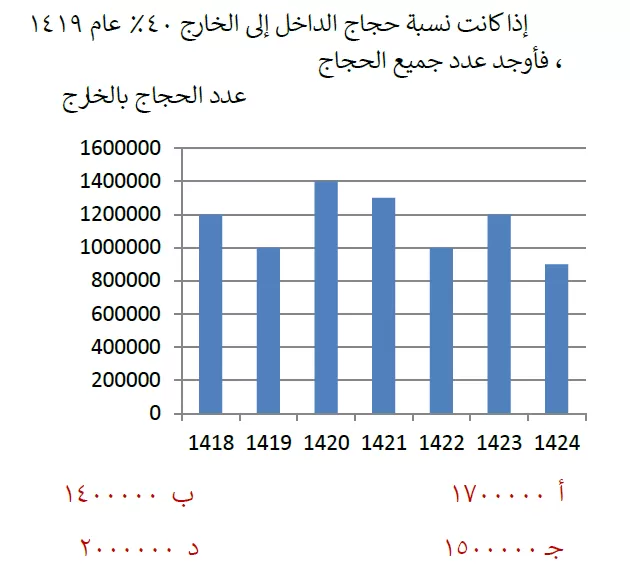 إذا كانت نسبة حجاج الداخل إلى الخارج ٤٠٪ عام ١٤١٩
، فأوجد عدد جميع الحجاج
عدد الحجاج بالخارج
1600000
1400000
1200000
1000000
800000
600000
400000
200000
0
1418 1419 1420 1421 1422 1423 1424
أ ١٧٠٠٠٠٠ ب ١٤٠٠٠٠٠
جـ ١٥٠٠٠٠٠ د ٢٠٠٠٠٠٠